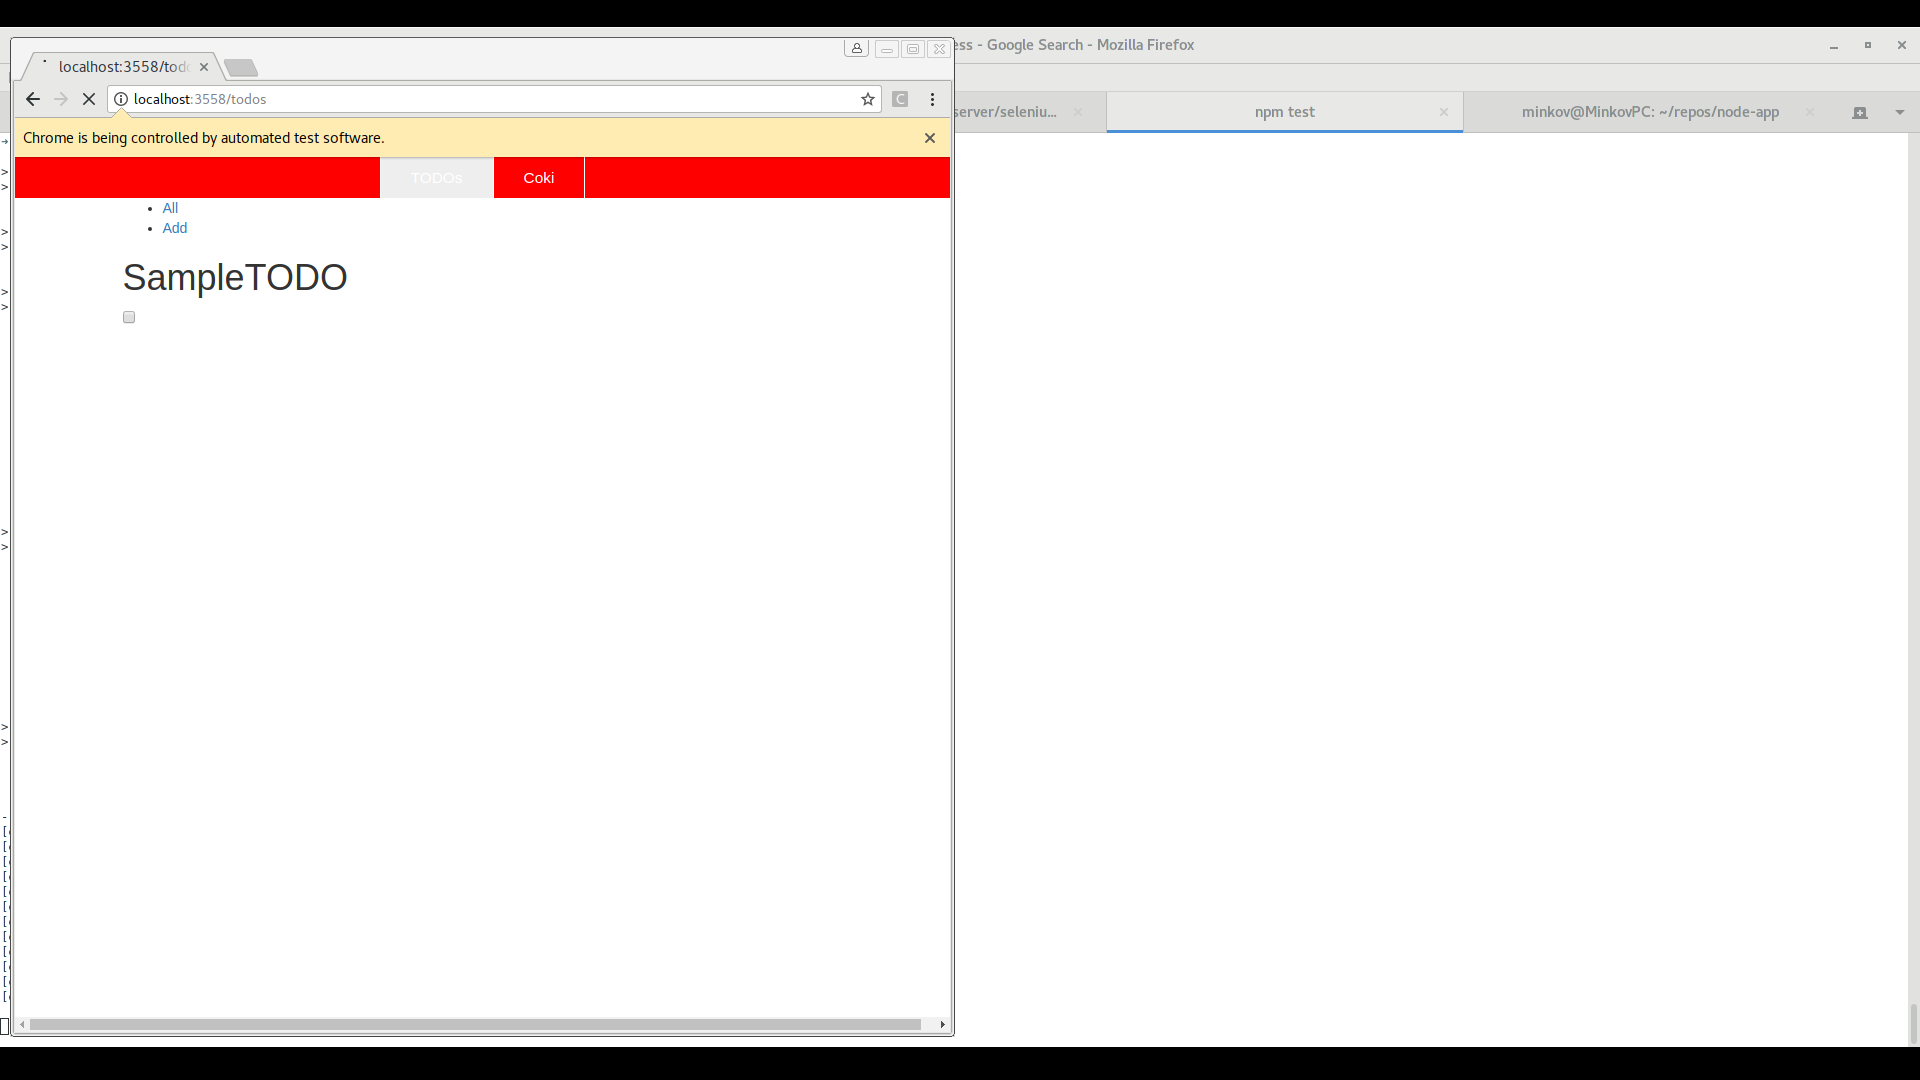 ess - Google Search - Mozilla Firefox
localhost:3558/tod
server/seleniu...
npm test
minkov@MinkovPC: ~/repos/node-app
localhost:3558/todos
C
Chrome is being controlled by automated test software.
TODOs
Coki
All
Add
SampleTODO